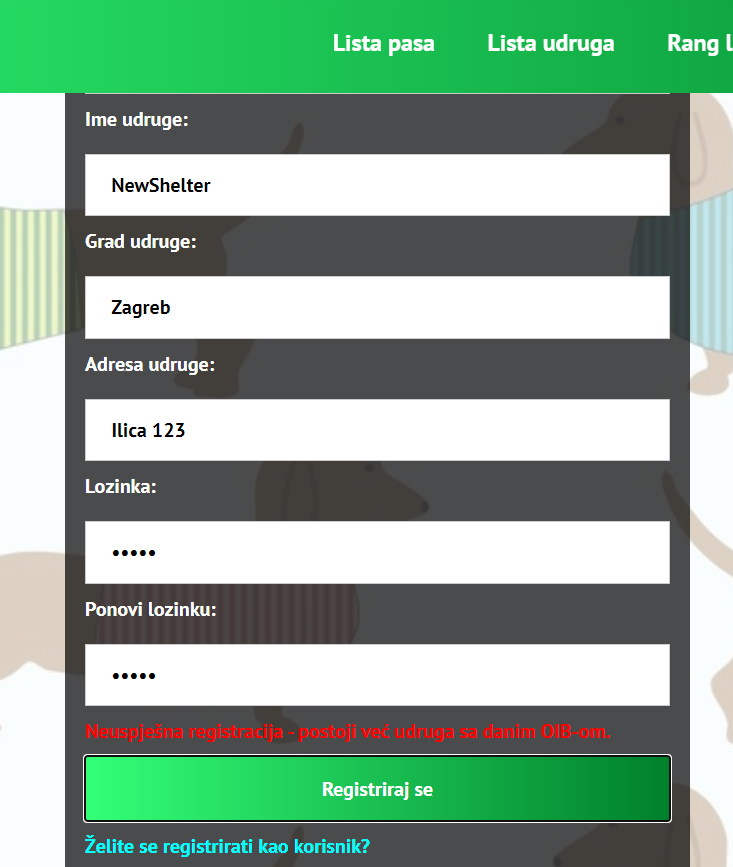 Lista pasa Lista udruga Rang l
Ime udruge:
NewShelter
Grad udruge:
Zagreb
Adresa udruge:
Ilica 123
Lozinka:
•••••
Ponovi lozinku:
•••••
Neuspješna registracija - postoji već udruga sa danim OIB-om.
Registriraj se
Želite se registrirati kao korisnik?